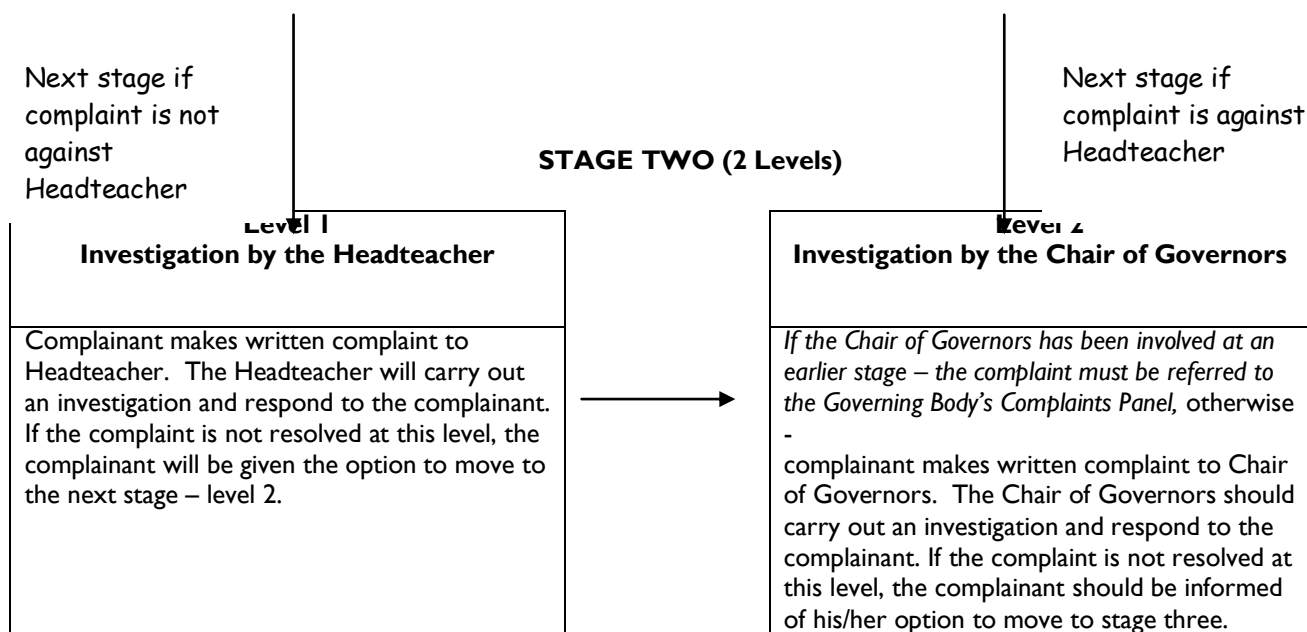 Next stage if
complaint is not
against
Headteacher
Next stage if
complaint is against
Headteacher
STAGE TWO (2 Levels)
Level 1
Investigation by the Headteacher
Complainant makes written complaint to
Headteacher.  The Headteacher will carry out
an investigation and respond to the complainant.
If the complaint is not resolved at this level, the
complainant will be given the option to move to
the next stage – level 2.
Level 2
Investigation by the Chair of Governors
If the Chair of Governors has been involved at an
earlier stage – the complaint must be referred to
the Governing Body’s Complaints Panel, otherwise
-
complainant makes written complaint to Chair
of Governors.  The Chair of Governors should
carry out an investigation and respond to the
complainant. If the complaint is not resolved at
this level, the complainant should be informed
of his/her option to move to stage three.